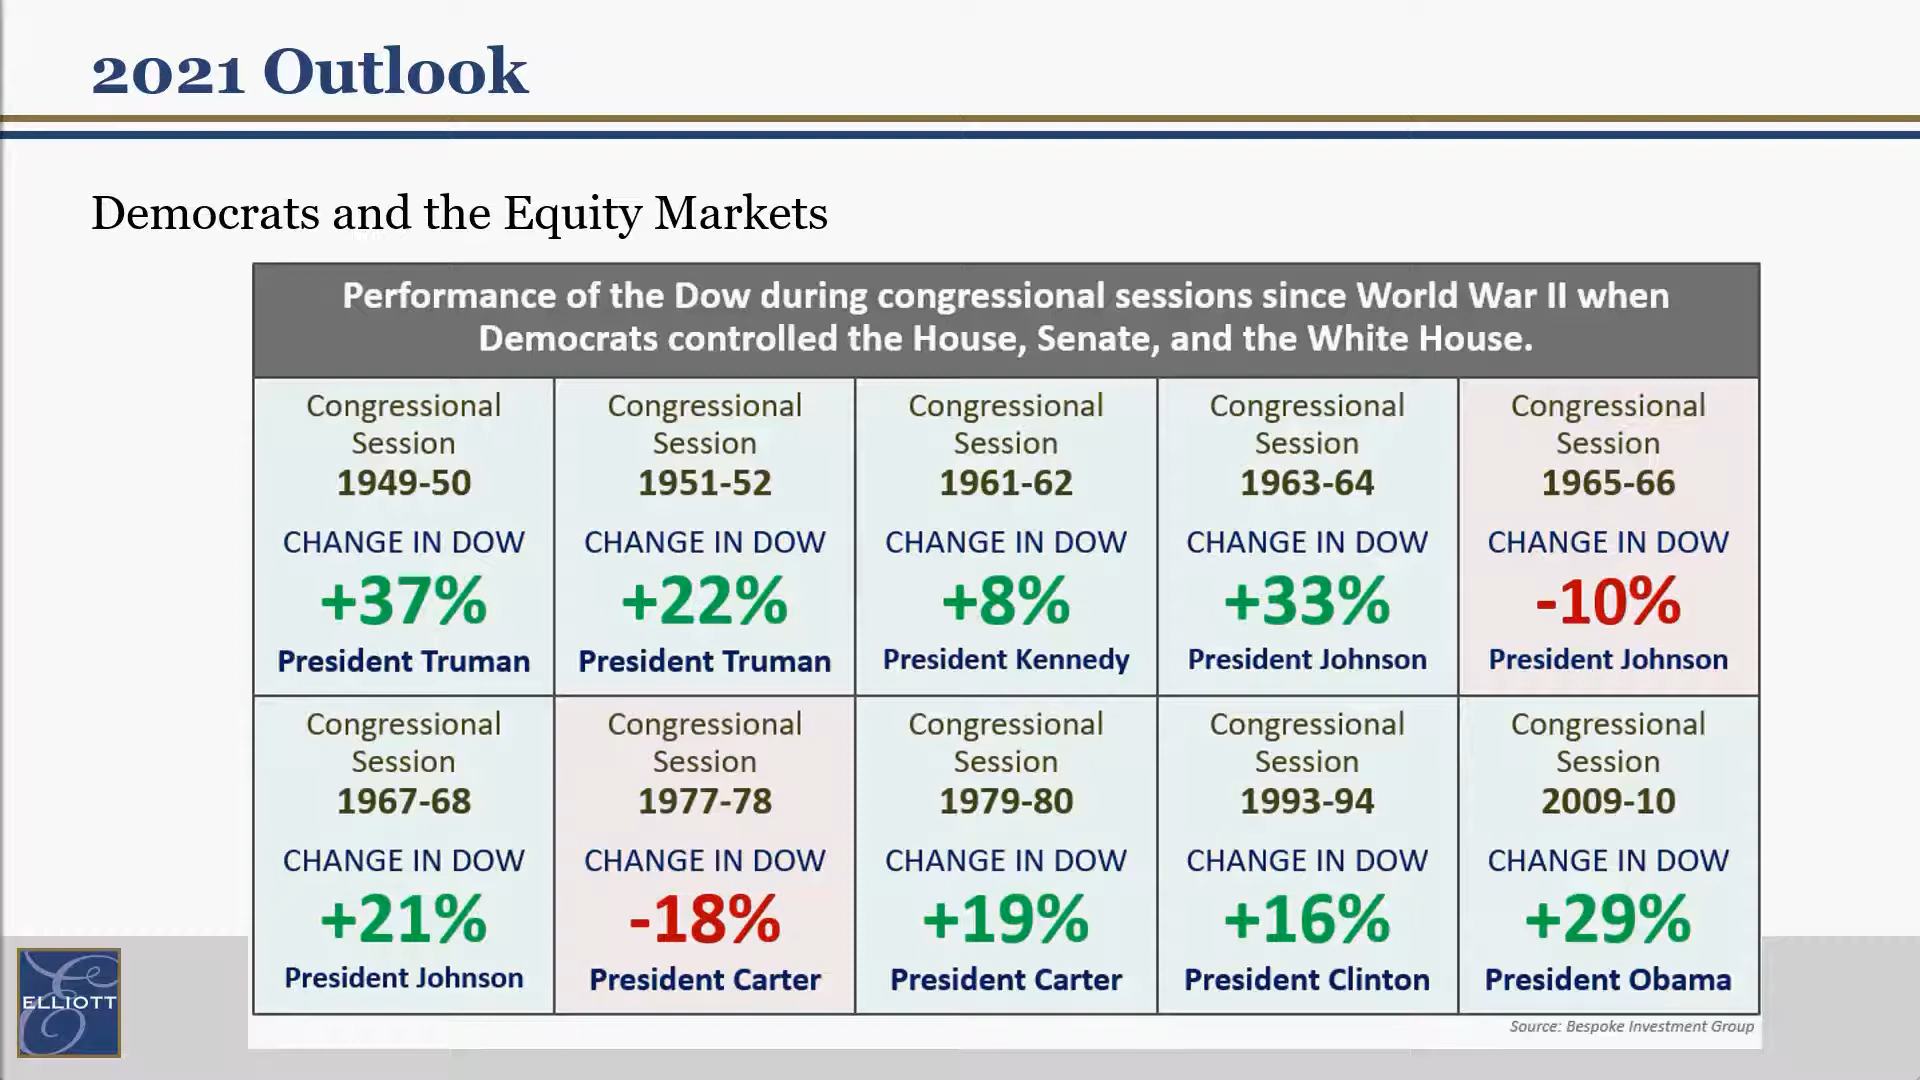 2021 Outlook
Democrats and the Equity Markets
Performance of the Dow during congressional sessions since World War II when
Democrats controlled the House, Senate, and the White House.
Congressional
Session
1949-50
CHANGE IN DOW
+37%
President Truman
Congressional
Session
1951-52
CHANGE IN DOW
+22%
President Truman
Congressional
Session
1961-62
CHANGE IN DOW
+8%
President Kennedy
Congressional
Session
1963-64
CHANGE IN DOW
+33%
President Johnson
Congressional
Session
1965-66
CHANGE IN DOW
-10%
President Johnson
Congressional
Session
1967-68
CHANGE IN DOW
+21%
President Johnson
Congressional
Session
1977-78
CHANGE IN DOW
-18%
President Carter
Congressional
Session
1979-80
CHANGE IN DOW
+19%
President Carter
Congressional
Session
1993-94
CHANGE IN DOW
+16%
President Clinton
Congressional
Session
2009-10
CHANGE IN DOW
+29%
President Obama
ELLIOTT
Source: Bespoke Investment Group